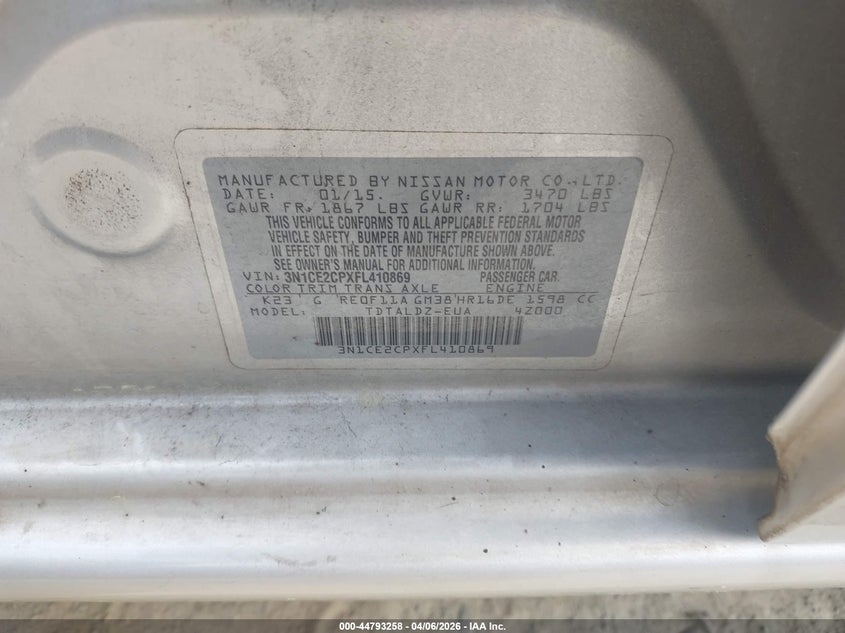 MANUFACTURED BY NISSAN MOTOR CO.,LTD.
DATE: 01/15. GVWR: 3470 LBS
GAWR FR. 1867 LBS GAWR RR: 1704 LBS
THIS VEHICLE CONFORMS TO ALL APPLICABLE FEDERAL MOTOR
VEHICLE SAFETY, BUMPER AND THEFT PREVENTION STANDARDS
IN EFFECT ON THE DATE OF MANUFACTURE SHOWN ABOVE.
SEE OWNER'S MANUAL FOR ADDITIONAL INFORMATION.
VIN: 3N1CE2CPXFL410869 PASSENGER CAR.
COLOR TRIM TRANS AXLE ENGINE
K23 G RE0F11A GM38 HR16DE 1598 CC
MODEL: TDTALDZ-EUA 4Z000
3N1CE2CPXFL410869
000-44793258 - 04/06/2026 - IAA Inc.